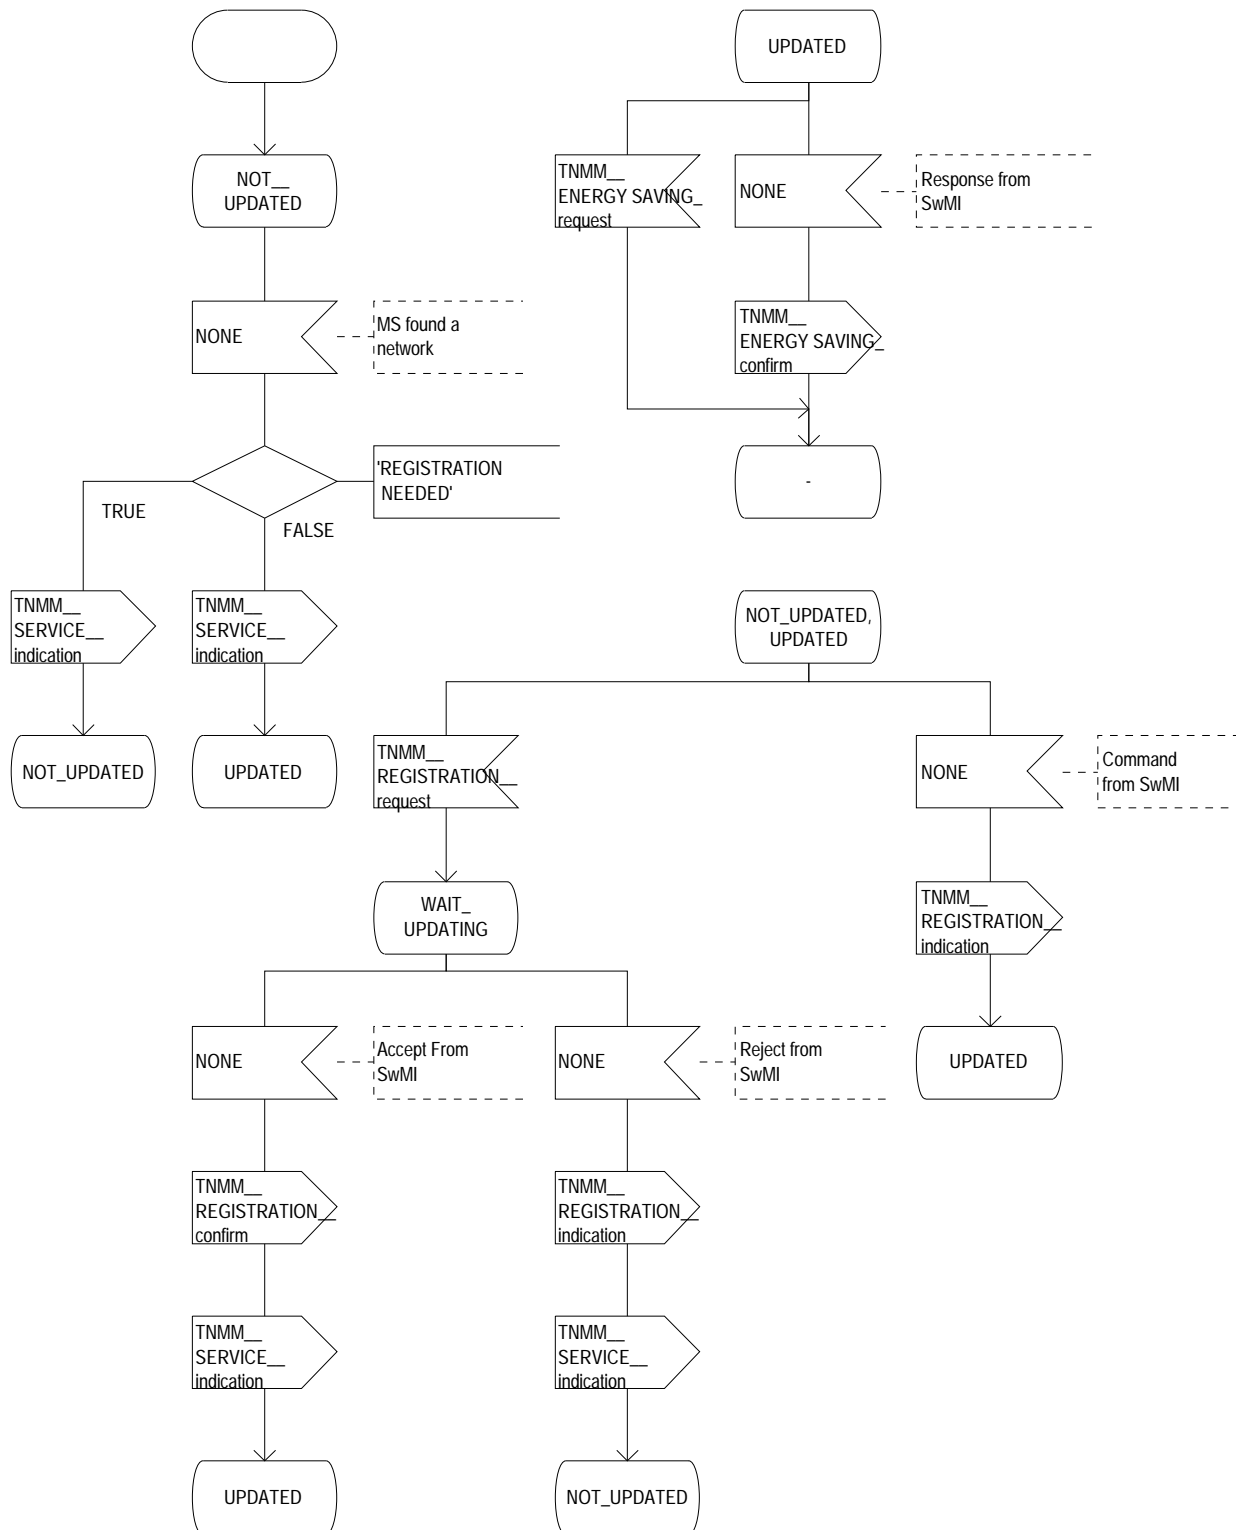 NOT__
UPDATED
NONE
MS found a
network
'REGISTRATION
NEEDED'
TRUE
FALSE
TNMM__
SERVICE__
indication
TNMM__
SERVICE__
indication
NOT_UPDATED
UPDATED
UPDATED
TNMM__
ENERGY SAVING_
request
NONE
Response from
SwMI
TNMM__
ENERGY SAVING_
confirm
-
NOT_UPDATED,
UPDATED
TNMM__
REGISTRATION__
request
NONE
Command
from SwMI
WAIT_
UPDATING
TNMM__
REGISTRATION__
indication
UPDATED
NONE
Accept From
SwMI
NONE
Reject from
SwMI
TNMM__
REGISTRATION__
confirm
TNMM__
REGISTRATION__
indication
TNMM__
SERVICE__
indication
TNMM__
SERVICE__
indication
UPDATED
NOT_UPDATED